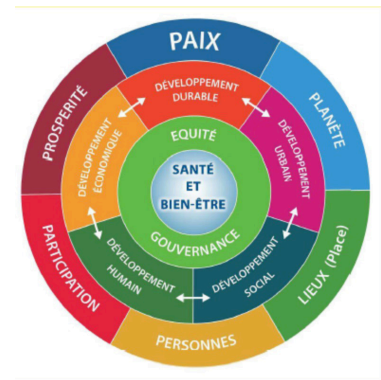 PAIX
PLANÈTE
LIEUX (Place)
PERSONNES
PARTICIPATION
PROSPERITÉ
DÉVELOPPEMENT
DURABLE
DÉVELOPPEMENT
URBAIN
DÉVELOPPEMENT
SOCIAL
DÉVELOPPEMENT
HUMAIN
DÉVELOPPEMENT
ÉCONOMIQUE
EQUITÉ
SANTÉ
ET
BIEN-ÊTRE
GOUVERNANCE